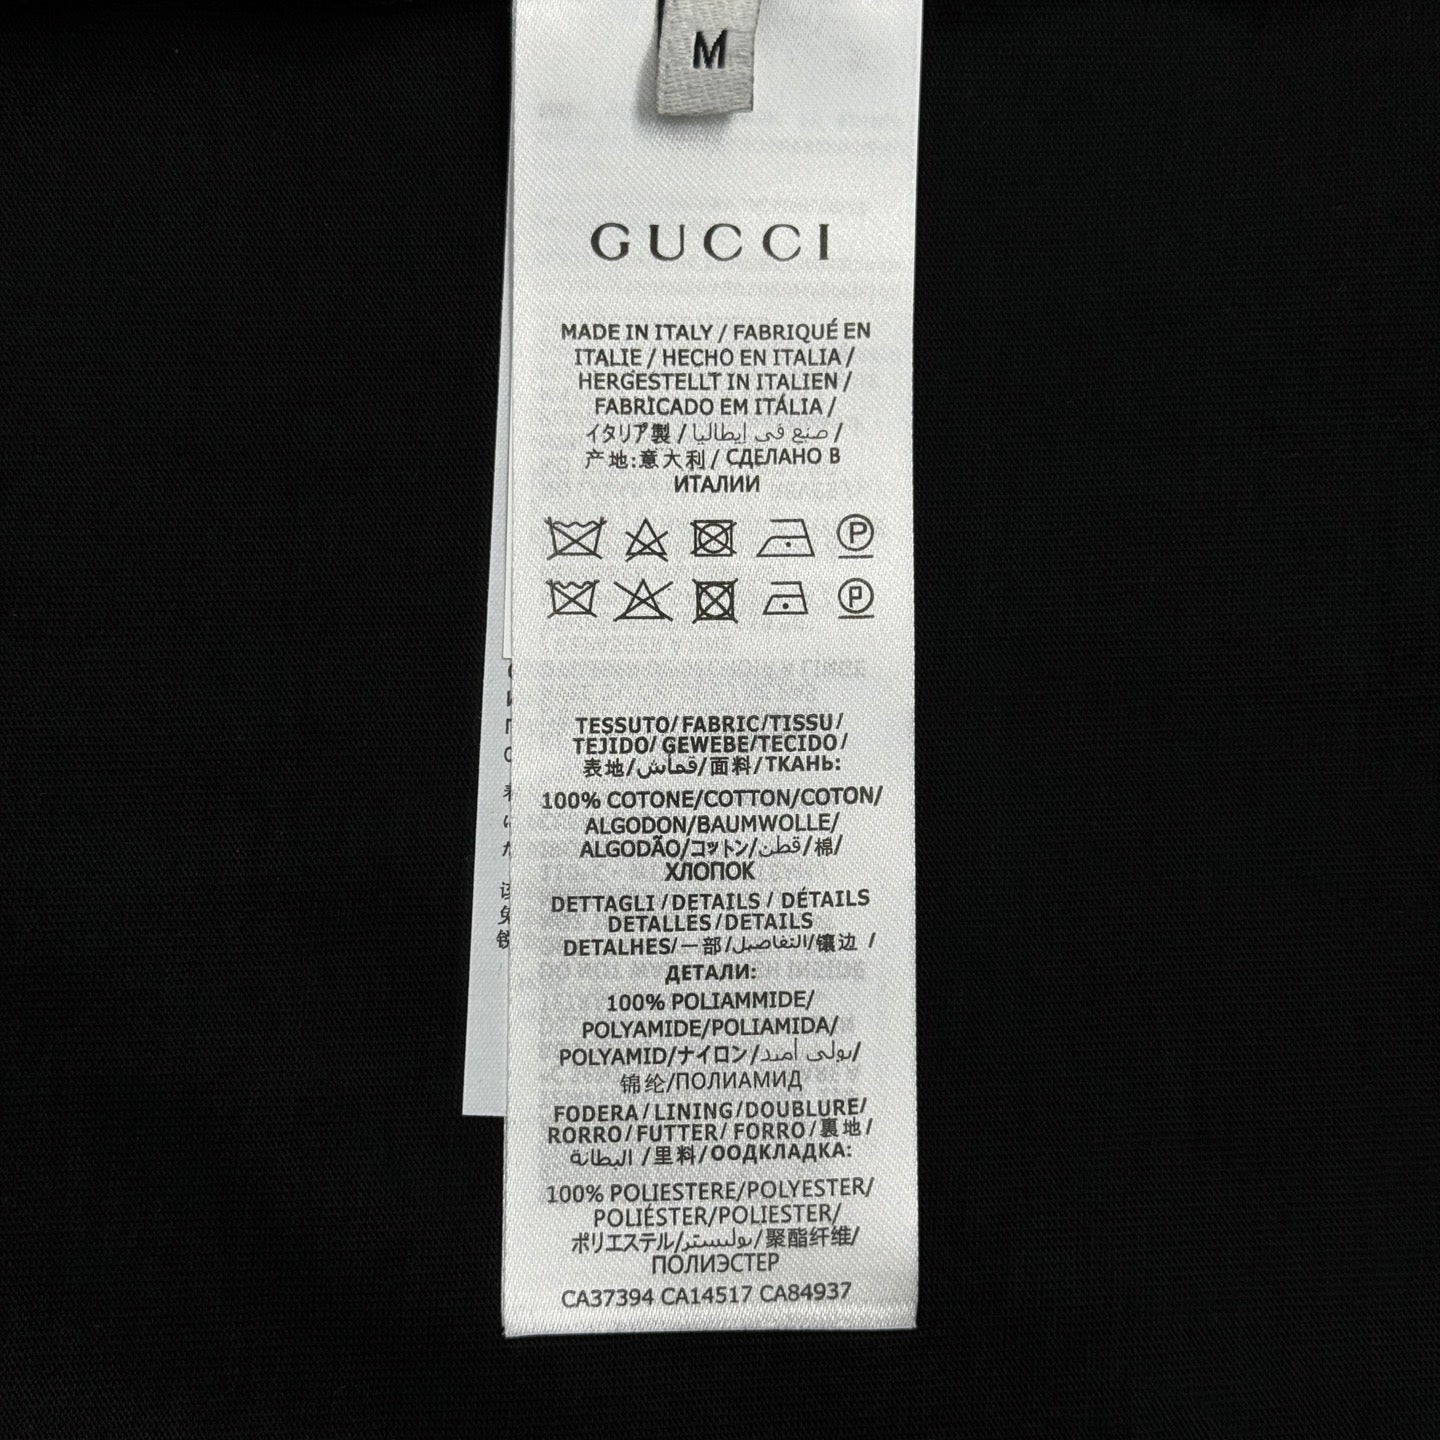 M
GUCCI
MADE IN ITALY / FABRIQUÉ EN
ITALIE / HECHO EN ITALIA /
HERGESTELLT IN ITALIEN /
FABRICADO EM ITÁLIA /
イタリア製 / صنع في إيطاليا /
产地:意大利 / СДЕЛАНО В
ИТАЛИИ
P
P
TESSUTO/FABRIC/TISSU/
TEJIDO/ GEWEBE/TECIDO/
表地/قماش/面料/ТКАНЬ:
100% COTONE/COTTON/COTON/
ALGODON/BAUMWOLLE/
ALGODÃO/コットン/قطن/棉/
ХЛОПОК
DETTAGLI /DETAILS / DÉTAILS
DETALLES /DETAILS
DETALHES/一部/التفاصيل/镶边 /
ДЕТАЛИ:
100% POLIAMMIDE/
POLYAMIDE/POLIAMIDA/
POLYAMID/ナイロン/بولي أميد/
锦纶/ПОЛИАМИД
FODERA/LINING/DOUBLURE/
RORRO/FUTTER/ FORRO/裏地/
البطانة /里料/ООДКЛАДКА:
100% POLIESTERE/POLYESTER/
POLIÉSTER/POLIESTER/
ポリエステル/بوليستر/聚酯纤维/
ПОЛИЭСТЕР
CA37394 CA14517 CA84937